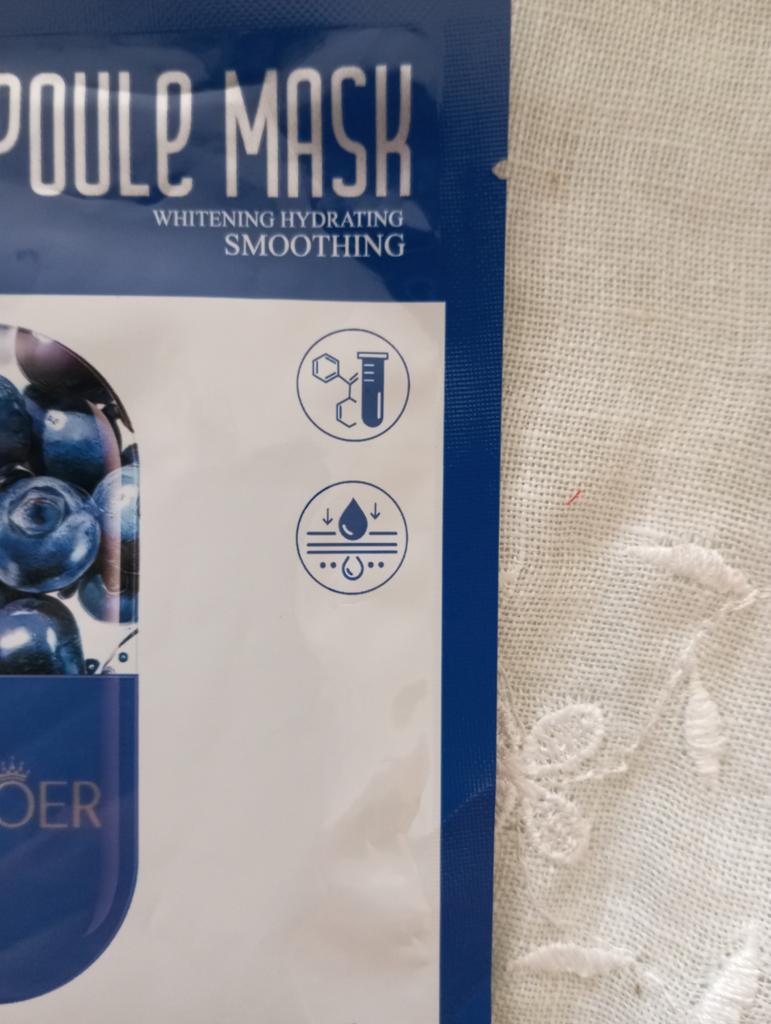 POULE MASK
WHITENING HYDRATING
SMOOTHING
OER